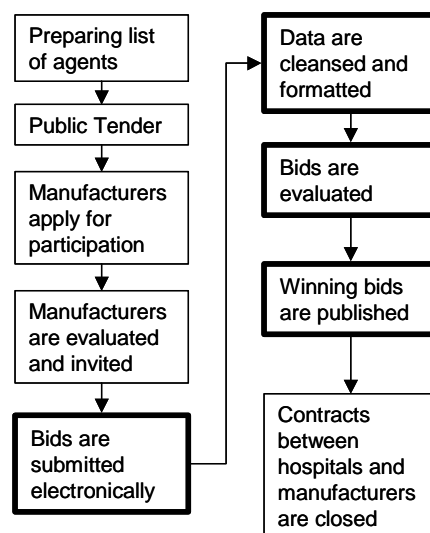 Preparing list
of agents
Public Tender
Manufacturers
apply for
participation
Manufacturers
are evaluated
and invited
Bids are
submitted
electronically
Data are
cleansed and
formatted
Bids are
evaluated
Winning bids
are published
Contracts
between
hospitals and
manufacturers
are closed